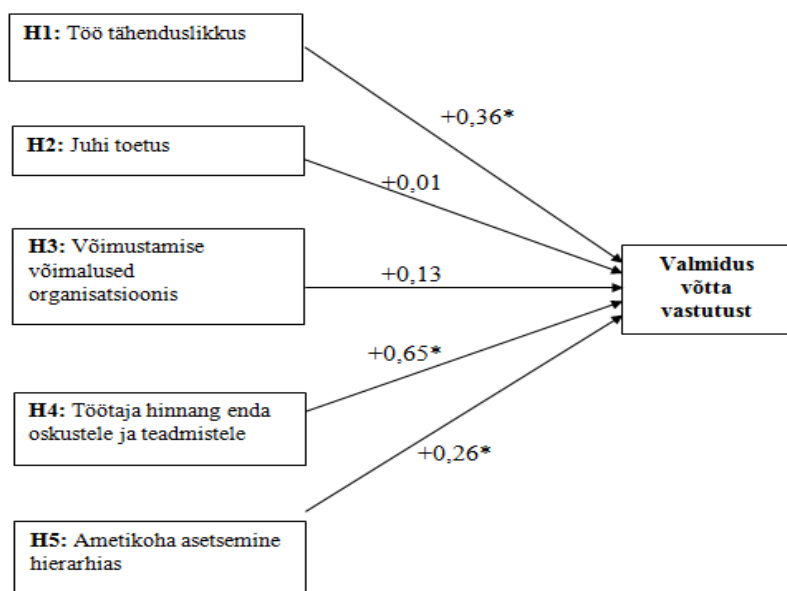 H1: Töö tähenduslikkus
+0,36*
H2: Juhi toetus
+0,01
H3: Võimustamise
võimalused
organisatsioonis
+0,13
Valmidus
võtta
vastutust
+0,65*
H4: Töötaja hinnang enda
oskustele ja teadmistele
+0,26*
H5: Ametikoha asetsemine
hierarhias